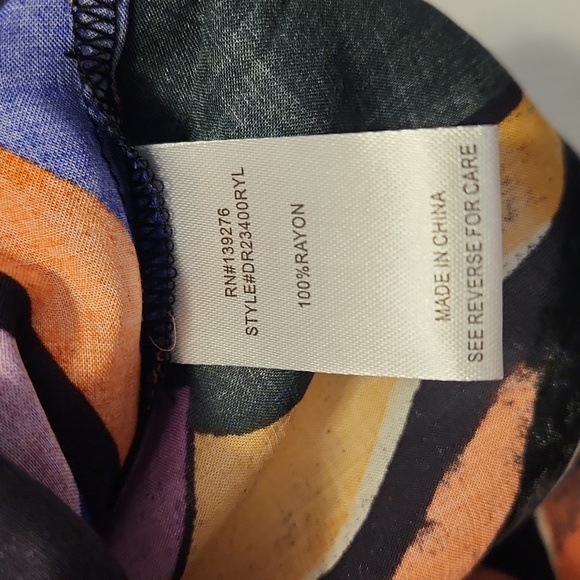 RN#139276
STYLE#DR23400RYL
100%RAYON
MADE IN CHINA
SEE REVERSE FOR CARE